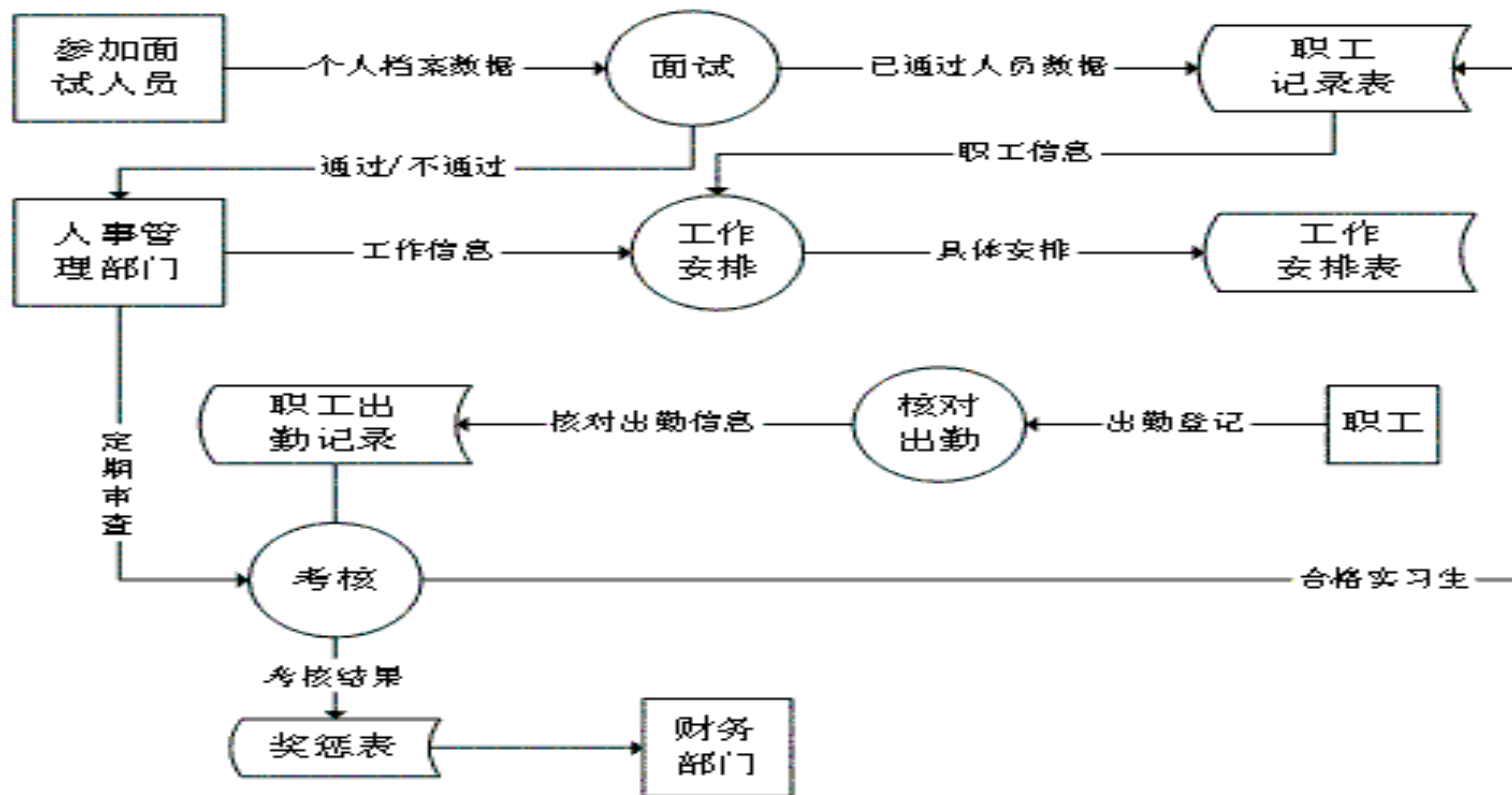 参加面
试人员
个人档案数据
面试
已通过人员数据
职工
记录表
通过/不通过
职工信息
人事管
理部门
工作信息
工作
安排
具体安排
工作
安排表
职工出
勤记录
核对出勤信息
核对
出勤
出勤登记
职工
定期审查
考核
合格实习生
考核结果
奖惩表
财务
部门